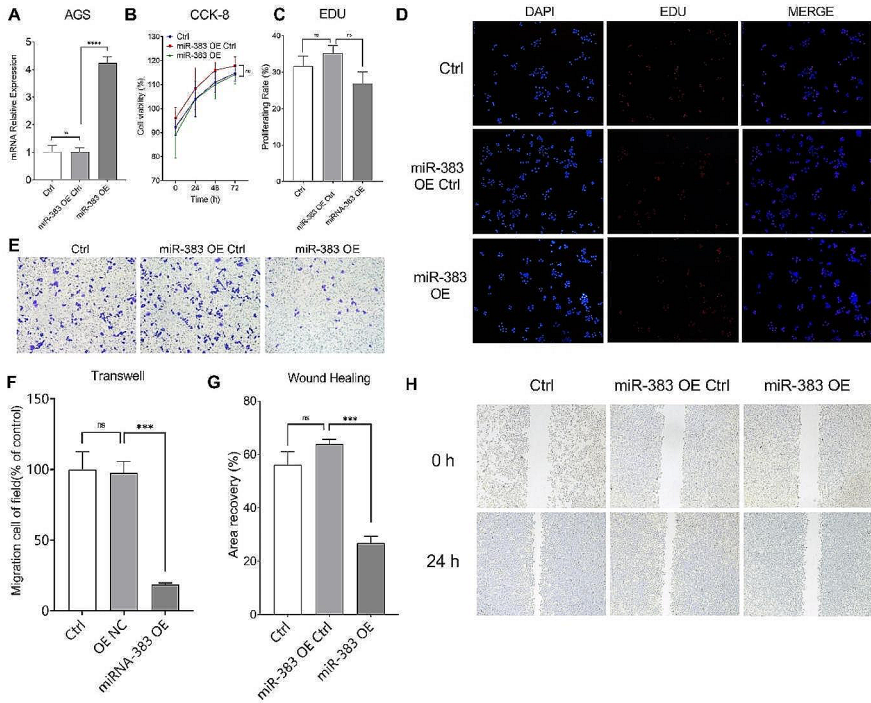 A
AGS
mRNA Relative Expression
5
4
3
2
1
0
****
Ctrl
miR-383 OE Ctrl
miR-383 OE
B
CCK-8
Ctrl
miR-383 OE Ctrl
miR-383 OE
Cell viability (%)
130
120
110
100
90
80
70
ns
0
24
48
72
Time (h)
C
EDU
Proliferating Rate (%)
40
30
20
10
0
ns
ns
Ctrl
miR-383 OE Ctrl
miRNA-383 OE
D
DAPI
EDU
MERGE
Ctrl
miR-383
OE Ctrl
miR-383
OE
E
Ctrl
miR-383 OE Ctrl
miR-383 OE
F
Transwell
Migration cell of field(% of control)
150
100
50
0
ns
***
Ctrl
OE NC
miRNA-383 OE
G
Wound Healing
Area recovery (%)
80
60
40
20
0
ns
***
Ctrl
miR-383 OE Ctrl
miR-383 OE
H
Ctrl
miR-383 OE Ctrl
miR-383 OE
0 h
24 h